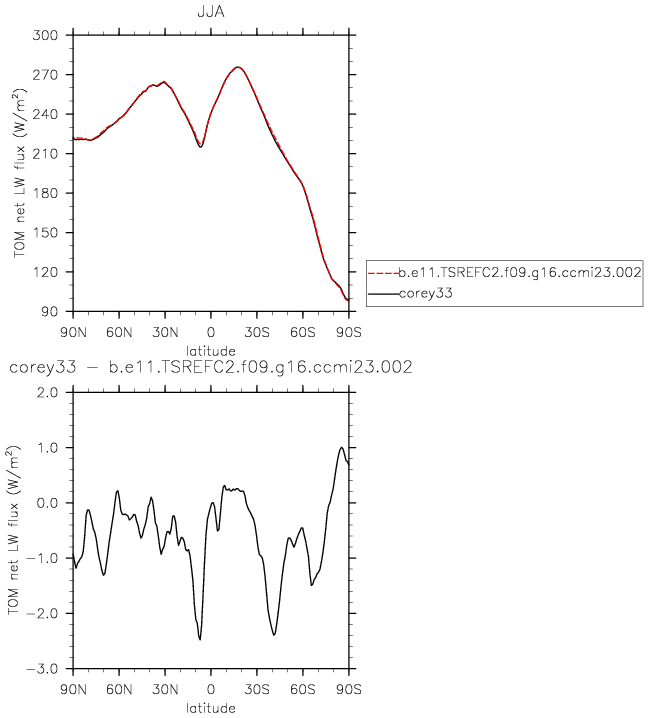 JJA
TOM net LW flux (W/m²)
300
270
240
210
180
150
120
90
90N 60N 30N 0 30S 60S 90S
latitude
b.e11.TSREFC2.f09.g16.ccmi23.002
corey33
corey33 − b.e11.TSREFC2.f09.g16.ccmi23.002
TOM net LW flux (W/m²)
2.0
1.0
0.0
−1.0
−2.0
−3.0
90N 60N 30N 0 30S 60S 90S
latitude